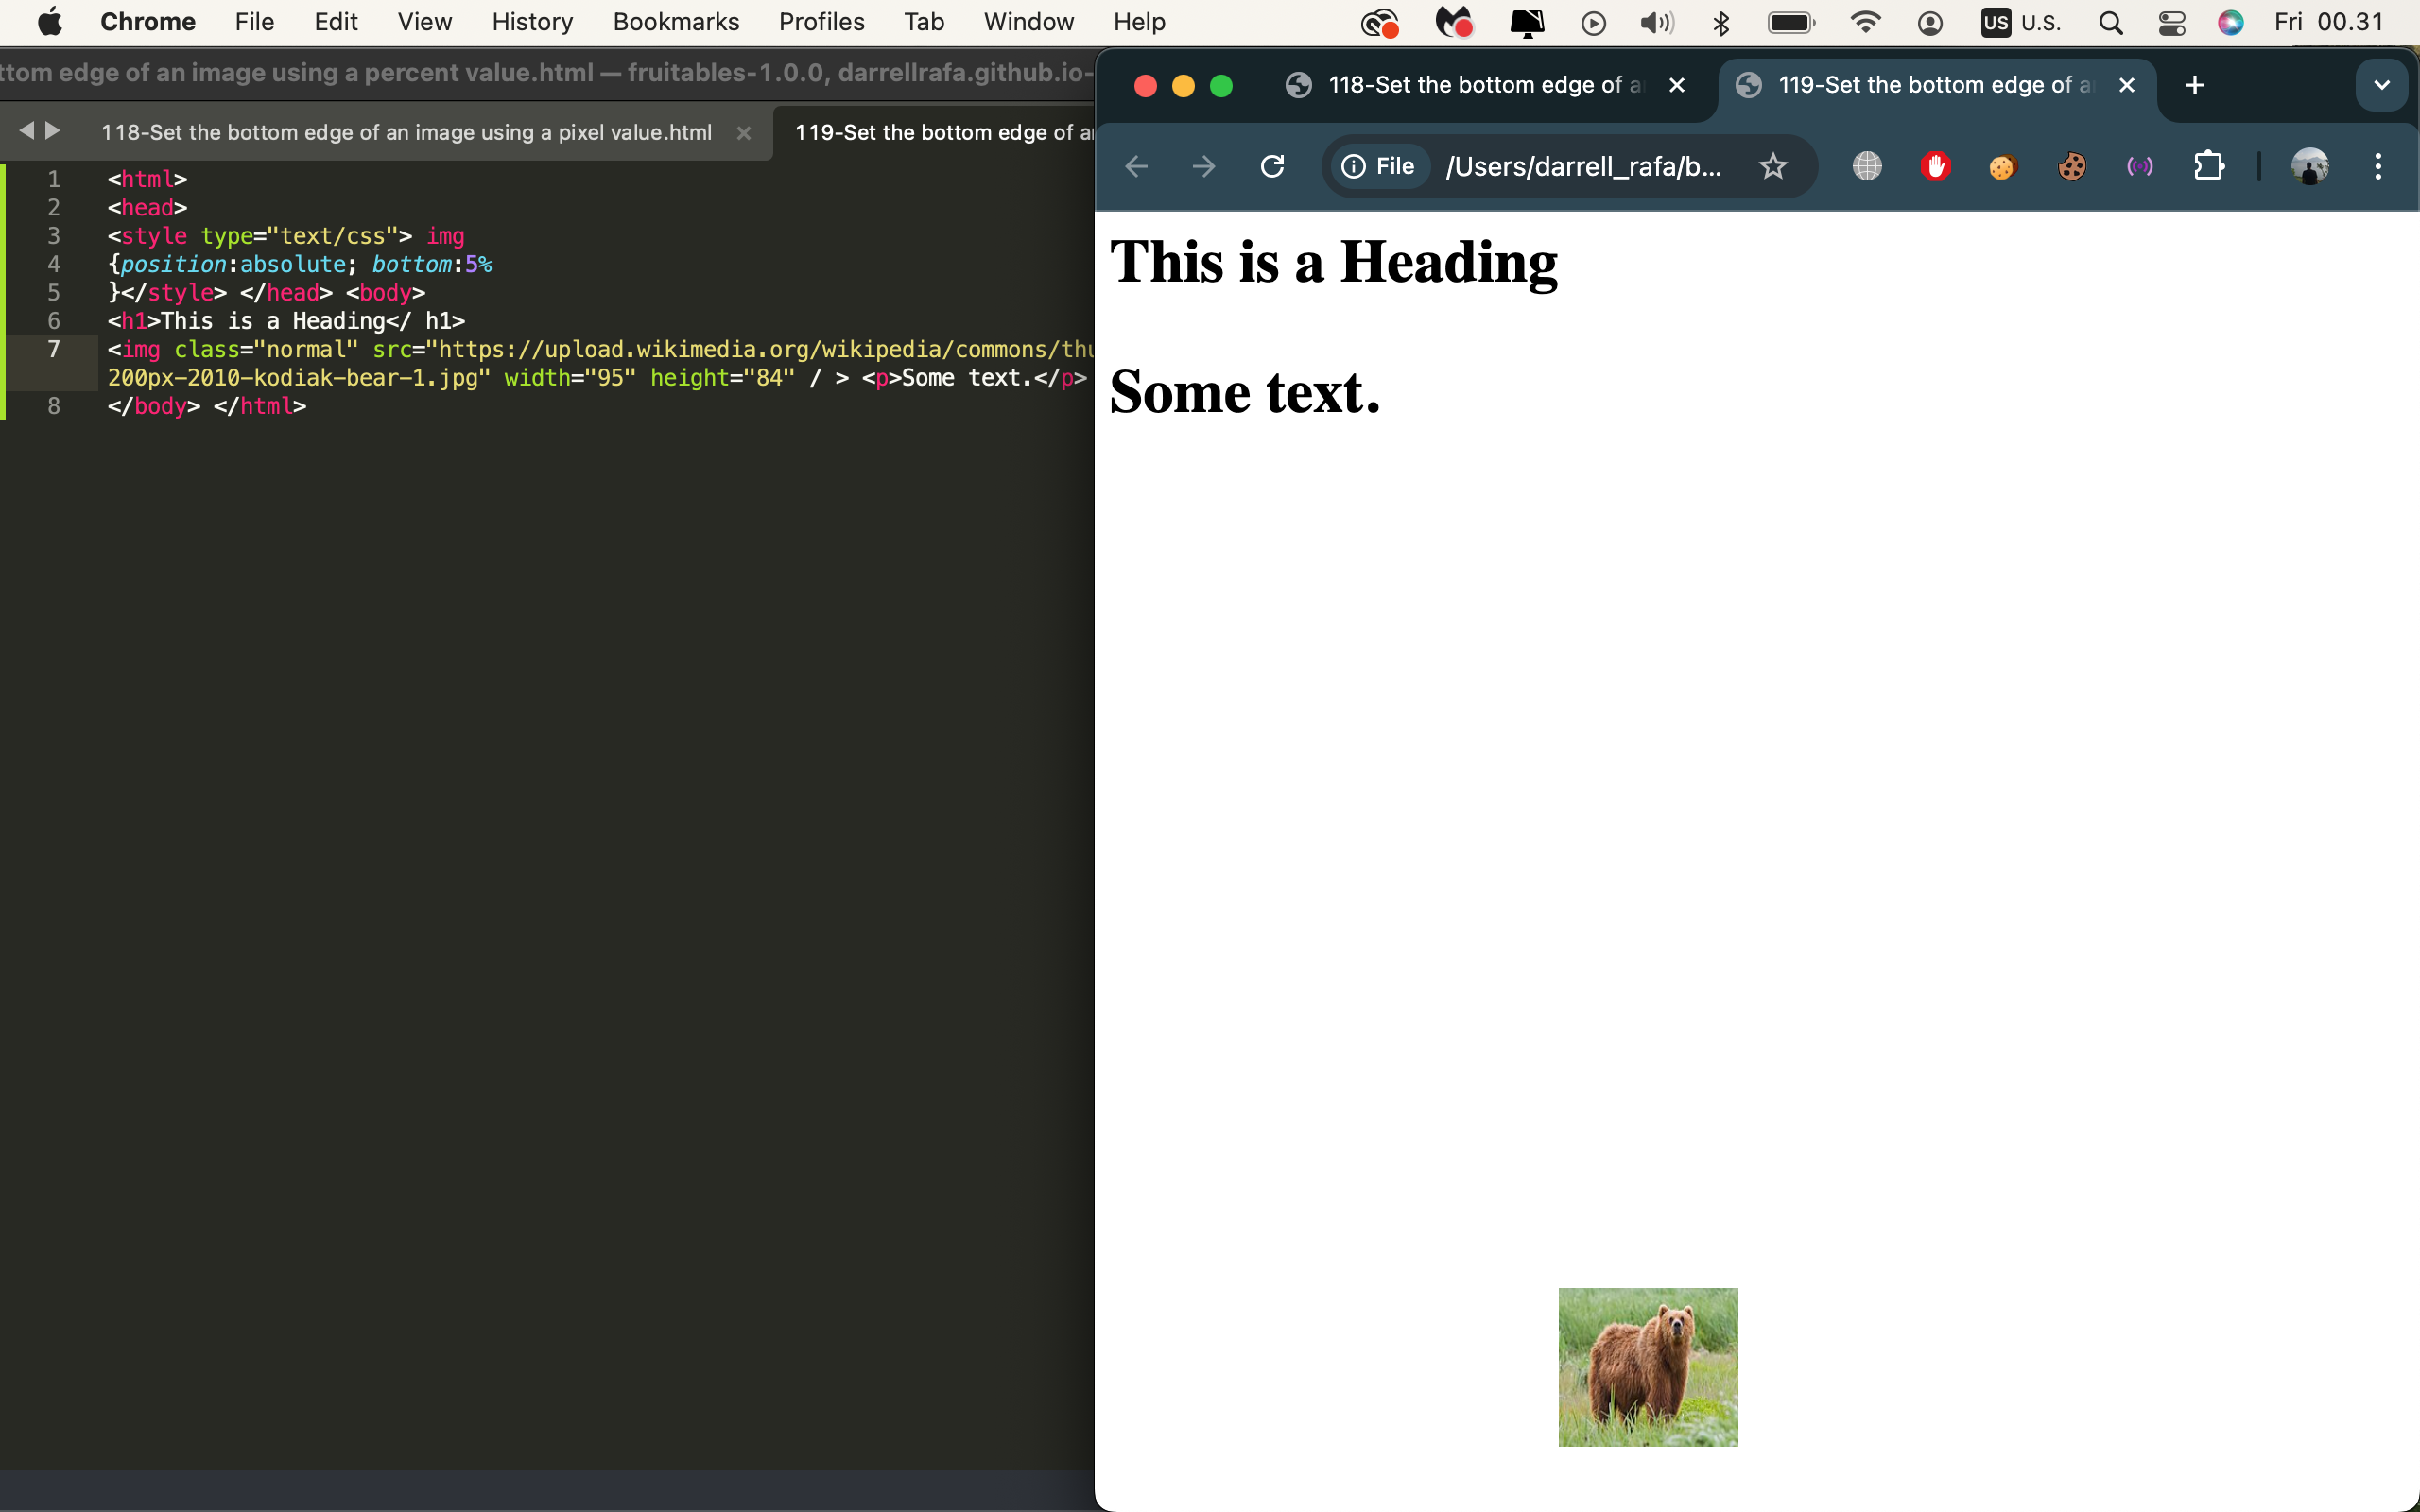 Chrome File Edit View History Bookmarks Profiles Tab Window Help US U.S. Fri 00.31
ttom edge of an image using a percent value.html — fruitables-1.0.0, darrellrafa.github.io-
118-Set the bottom edge of an image using a pixel value.html
119-Set the bottom edge of a
1 <html>
2 <head>
3 <style type="text/css"> img
4 {position:absolute; bottom:5%
5 }</style> </head> <body>
6 <h1>This is a Heading</ h1>
7 <img class="normal" src="https://upload.wikimedia.org/wikipedia/commons/thu
200px-2010-kodiak-bear-1.jpg" width="95" height="84" / > <p>Some text.</p>
8 </body> </html>
118-Set the bottom edge of a
119-Set the bottom edge of a
File /Users/darrell_rafa/b...
This is a Heading
Some text.